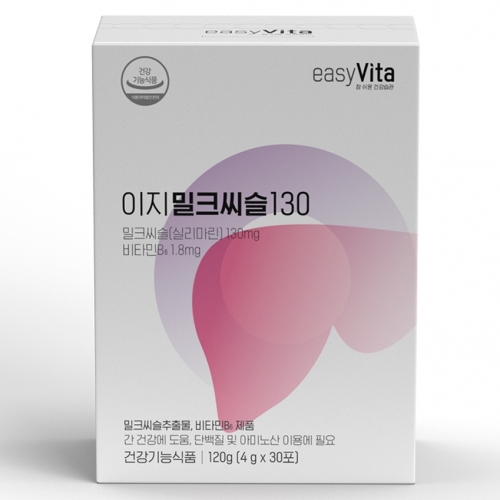 easyVita
건강
기능식품
easyVita
참 쉬운 건강습관
이지밀크씨슬130
밀크씨슬(실리마린) 130mg
비타민B₆ 1.8mg
밀크씨슬추출물, 비타민B₆ 제품
간 건강에 도움, 단백질 및 아미노산 이용에 필요
건강기능식품 | 120g (4 g x 30포)